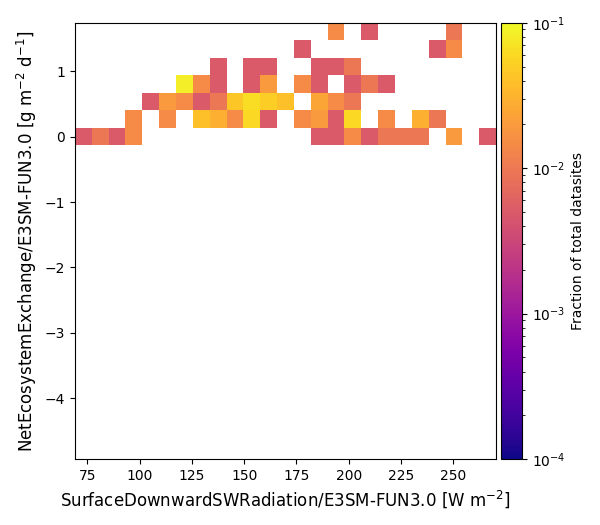 NetEcosystemExchange/E3SM-FUN3.0 [g m⁻² d⁻¹]
1
0
−1
−2
−3
−4
75 100 125 150 175 200 225 250
SurfaceDownwardSWRadiation/E3SM-FUN3.0 [W m⁻²]
10⁻¹
10⁻²
10⁻³
10⁻⁴
Fraction of total datasites